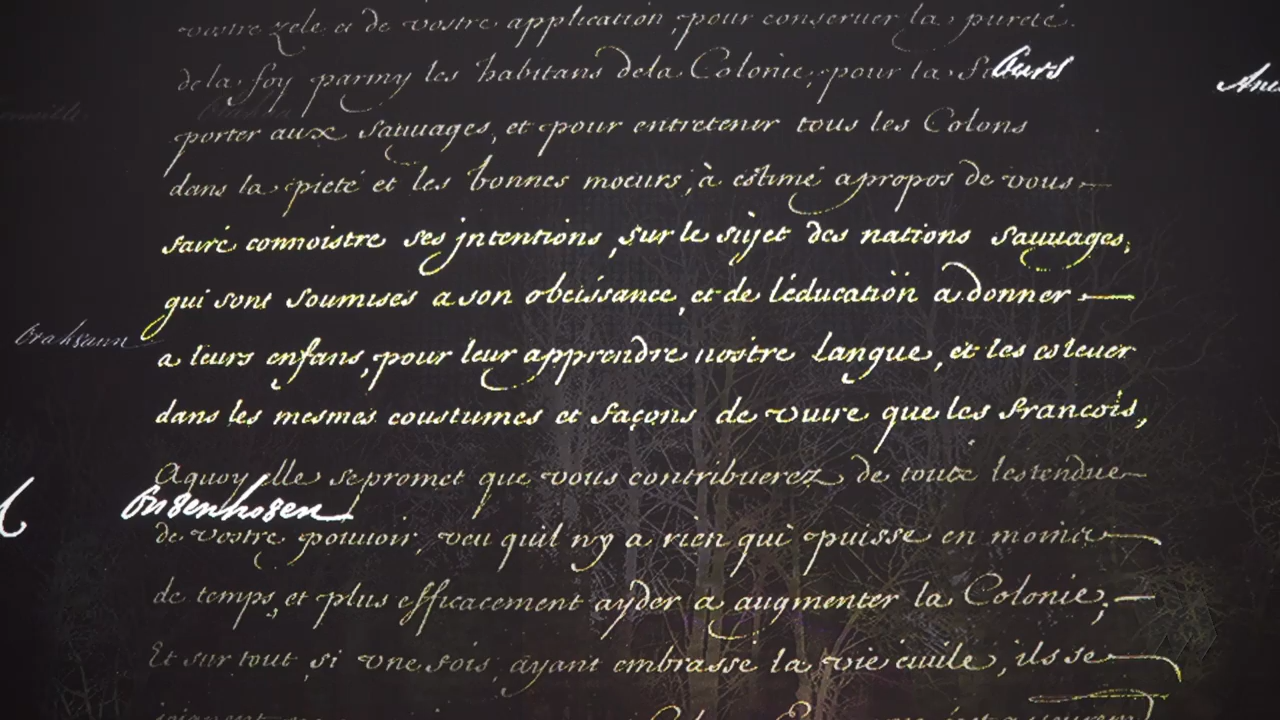 vostre zele et de vostre application, pour conseruer la pureté
de la foy parmy les habitans dela Colonie, pour la
porter aux Sauuages, et pour entretenir tous les Colons
dans la pieté et les bonnes moeurs, à estimé apropos de vous
faire connoistre ses jntentions, sur le sujet des nations Sauuages,
qui sont soumises a son obeissance, et de léducation a donner
a leurs enfans, pour leur apprendre nostre langue, et les esleuer
dans les mesmes coustumes et façons de viure que les francois,
Aquoy elle sepromet que vous contribuerez de toute lestendue
de vostre pouuoir, veu quil ny a rien qui puisse en moins
de temps, et plus efficacement ayder a augmenter la Colonie,
Et sur tout si vne fois, ayant embrassé la vie ciuile, ils se